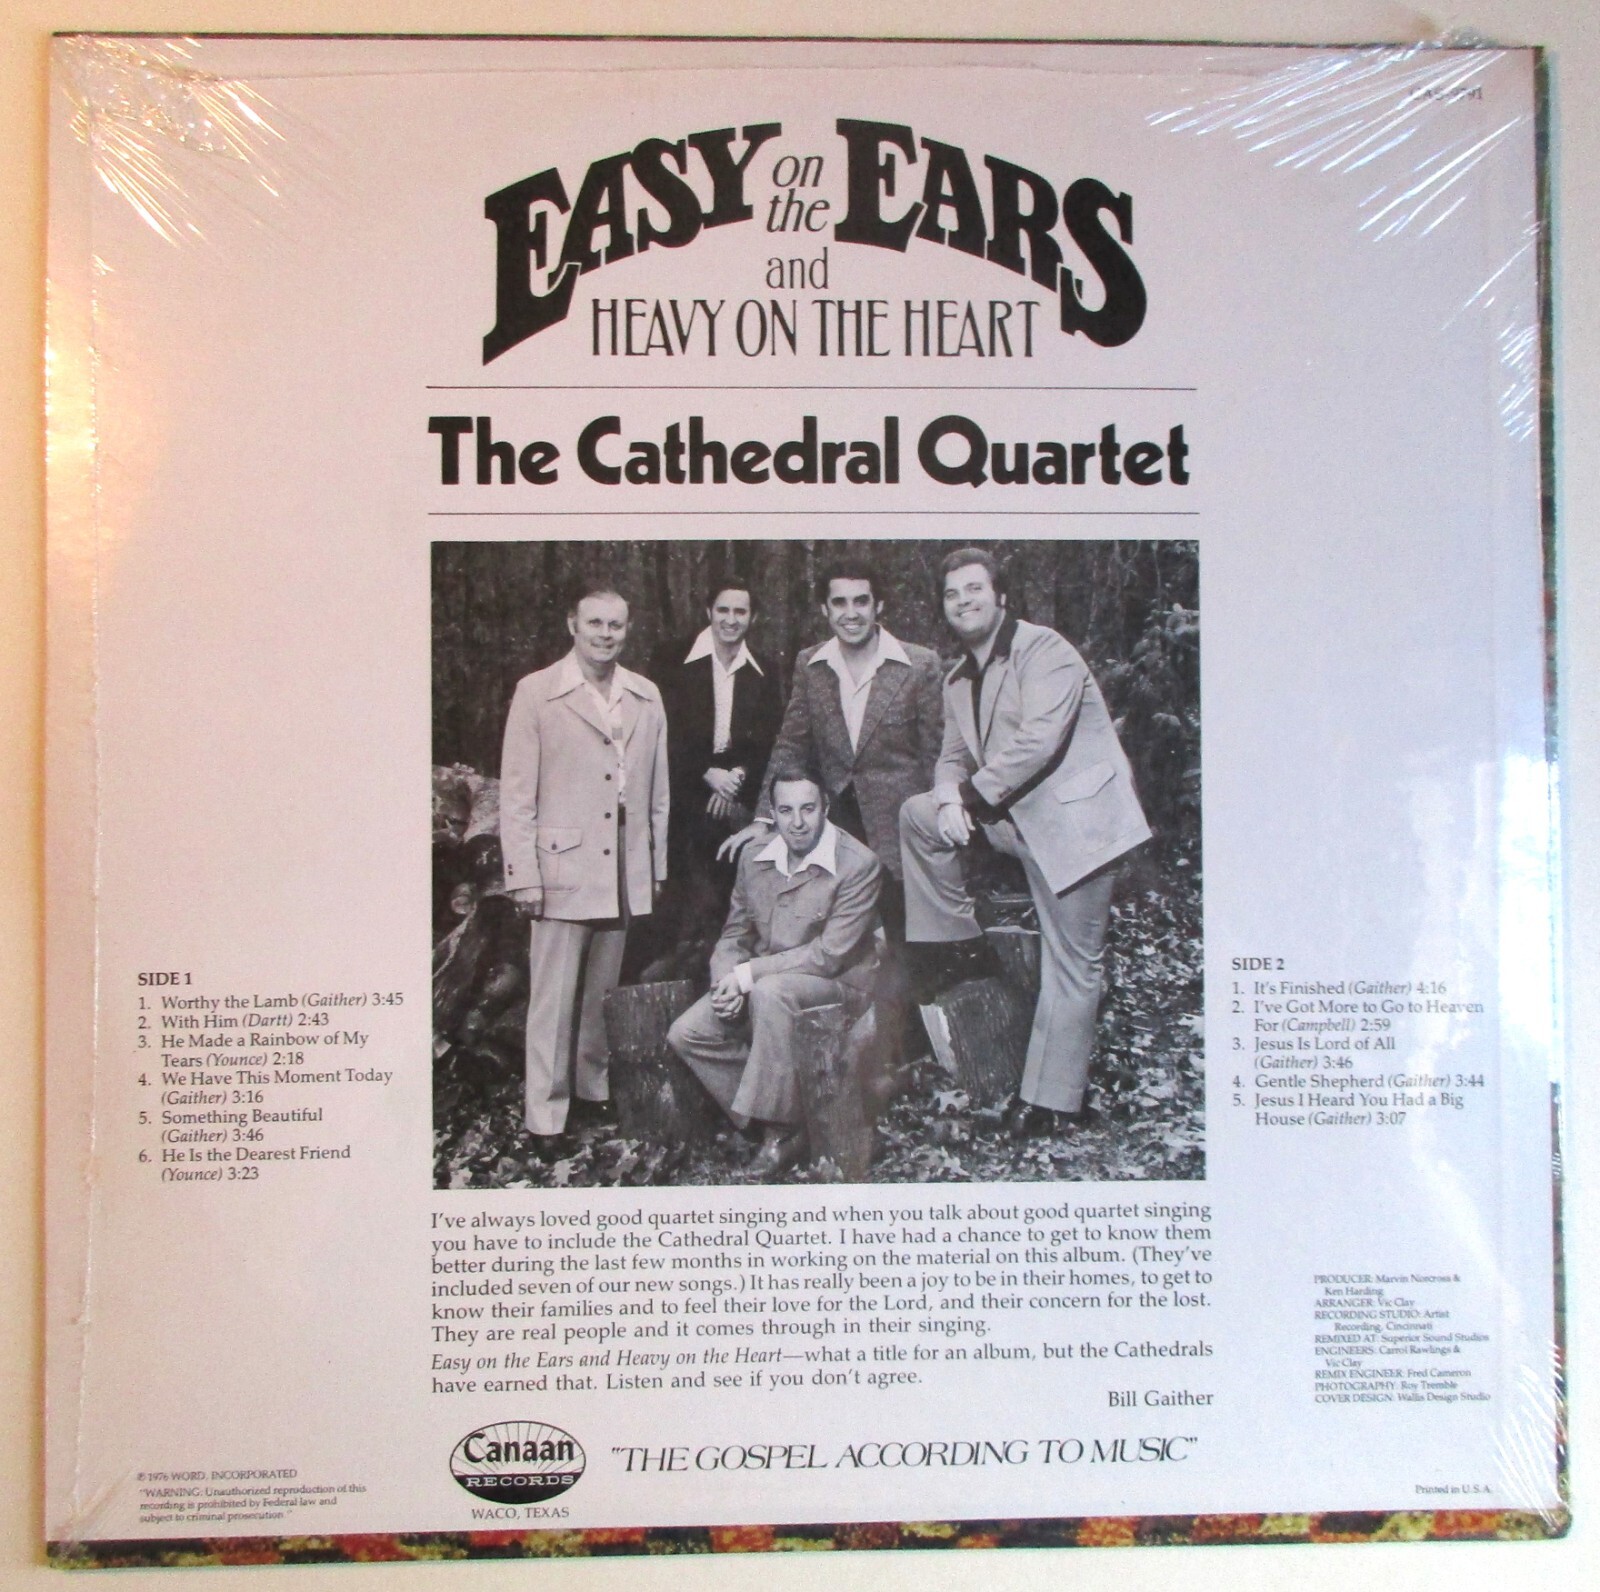 EASY on the EARS
and
HEAVY ON THE HEART
The Cathedral Quartet
SIDE 1
1. Worthy the Lamb (Gaither) 3:45
2. With Him (Dartt) 2:43
3. He Made a Rainbow of My
Tears (Younce) 2:18
4. We Have This Moment Today
(Gaither) 3:16
5. Something Beautiful
(Gaither) 3:46
6. He Is the Dearest Friend
(Younce) 3:23
SIDE 2
1. It's Finished (Gaither) 4:16
2. I've Got More to Go to Heaven
For (Campbell) 2:59
3. Jesus Is Lord of All
(Gaither) 3:46
4. Gentle Shepherd (Gaither) 3:44
5. Jesus I Heard You Had a Big
House (Gaither) 3:07
I've always loved good quartet singing and when you talk about good quartet singing
you have to include the Cathedral Quartet. I have had a chance to get to know them
better during the last few months in working on the material on this album. (They've
included seven of our new songs.) It has really been a joy to be in their homes, to get to
know their families and to feel their love for the Lord, and their concern for the lost.
They are real people and it comes through in their singing.
Easy on the Ears and Heavy on the Heart—what a title for an album, but the Cathedrals
have earned that. Listen and see if you don't agree.
Bill Gaither
PRODUCER: Marvin Norcross &
Ken Harding
ARRANGER: Vic Clay
RECORDING STUDIO: Artist
Recording, Cincinnati
REMIXED AT: Superior Sound Studios
ENGINEERS: Carrol Rawlings &
Vic Clay
REMIX ENGINEER: Fred Cameron
PHOTOGRAPHY: Roy Tremble
COVER DESIGN: Wallis Design Studio
Canaan
RECORDS
WACO, TEXAS
"THE GOSPEL ACCORDING TO MUSIC"
℗ 1976 WORD, INCORPORATED
"WARNING: Unauthorized reproduction of this
recording is prohibited by Federal law and
subject to criminal prosecution."
Printed in U.S.A.